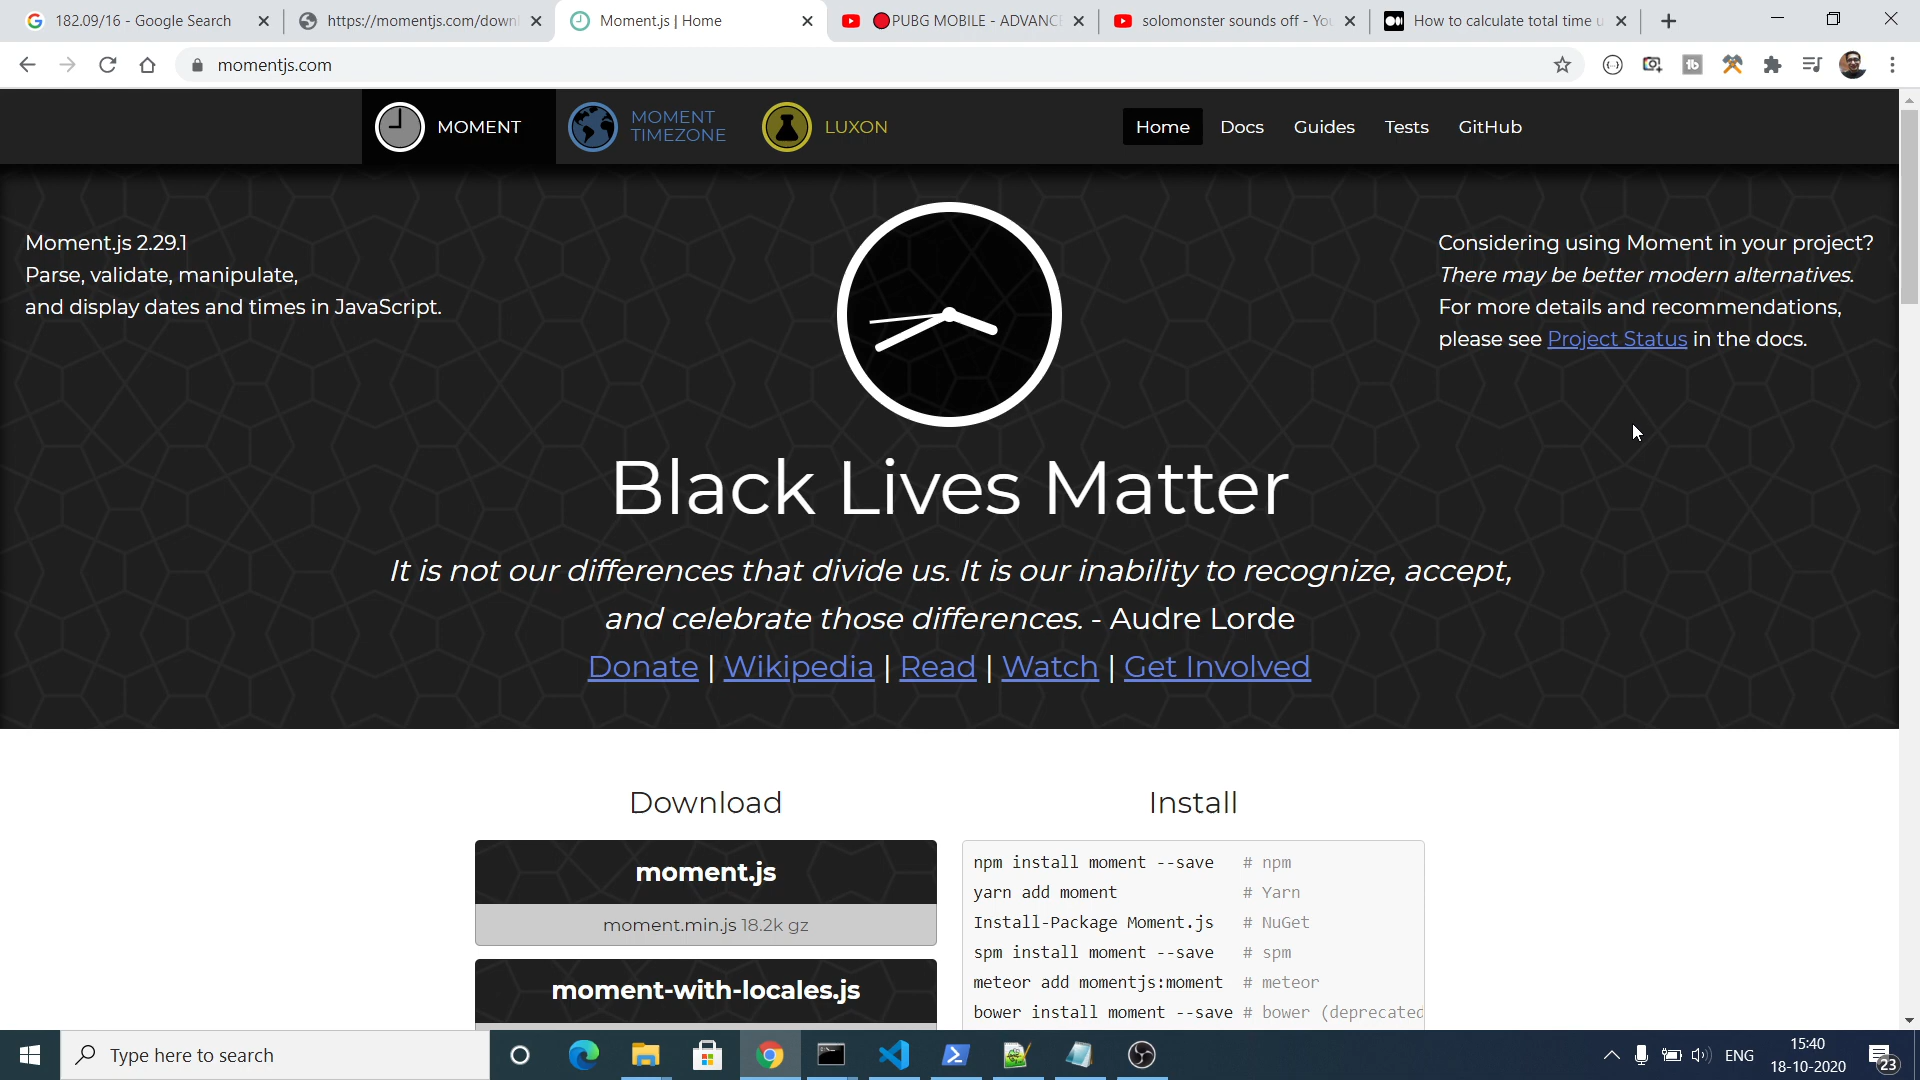 182.09/16 - Google Search
https://momentjs.com/downl
Moment.js | Home
PUBG MOBILE - ADVANCE
solomonster sounds off - You
How to calculate total time u
momentjs.com
MOMENT
MOMENT
TIMEZONE
LUXON
Home
Docs
Guides
Tests
GitHub
Moment.js 2.29.1
Parse, validate, manipulate,
and display dates and times in JavaScript.
Considering using Moment in your project?
There may be better modern alternatives.
For more details and recommendations,
please see Project Status in the docs.
Black Lives Matter
It is not our differences that divide us. It is our inability to recognize, accept,
and celebrate those differences. - Audre Lorde
Donate | Wikipedia | Read | Watch | Get Involved
Download
moment.js
moment.min.js 18.2k gz
moment-with-locales.js
Install
npm install moment --save # npm
yarn add moment # Yarn
Install-Package Moment.js # NuGet
spm install moment --save # spm
meteor add momentjs:moment # meteor
bower install moment --save # bower (deprecated
Type here to search
ENG
15:40
18-10-2020
23